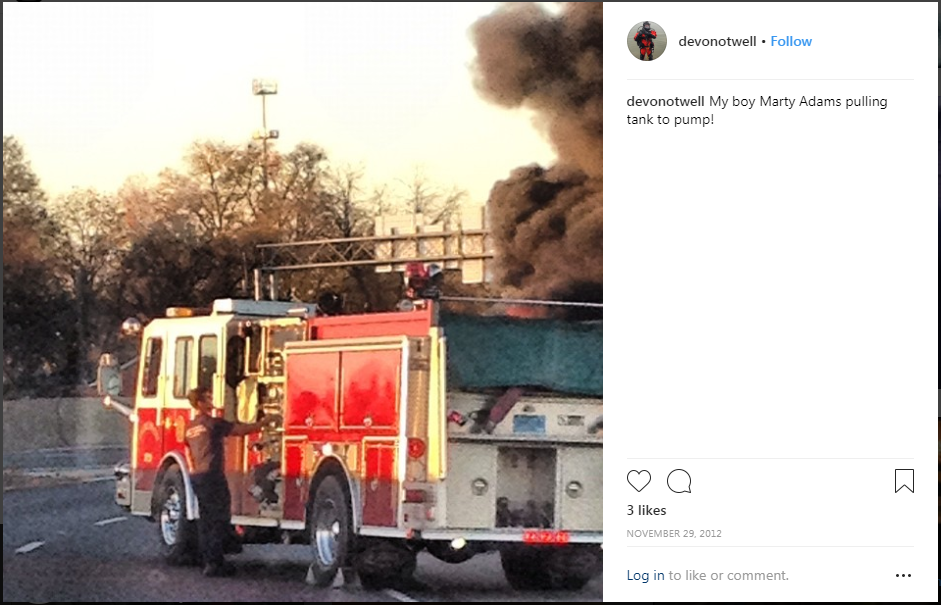 devonotwell • Follow
devonotwell My boy Marty Adams pulling
tank to pump!
3 likes
NOVEMBER 29, 2012
Log in to like or comment.